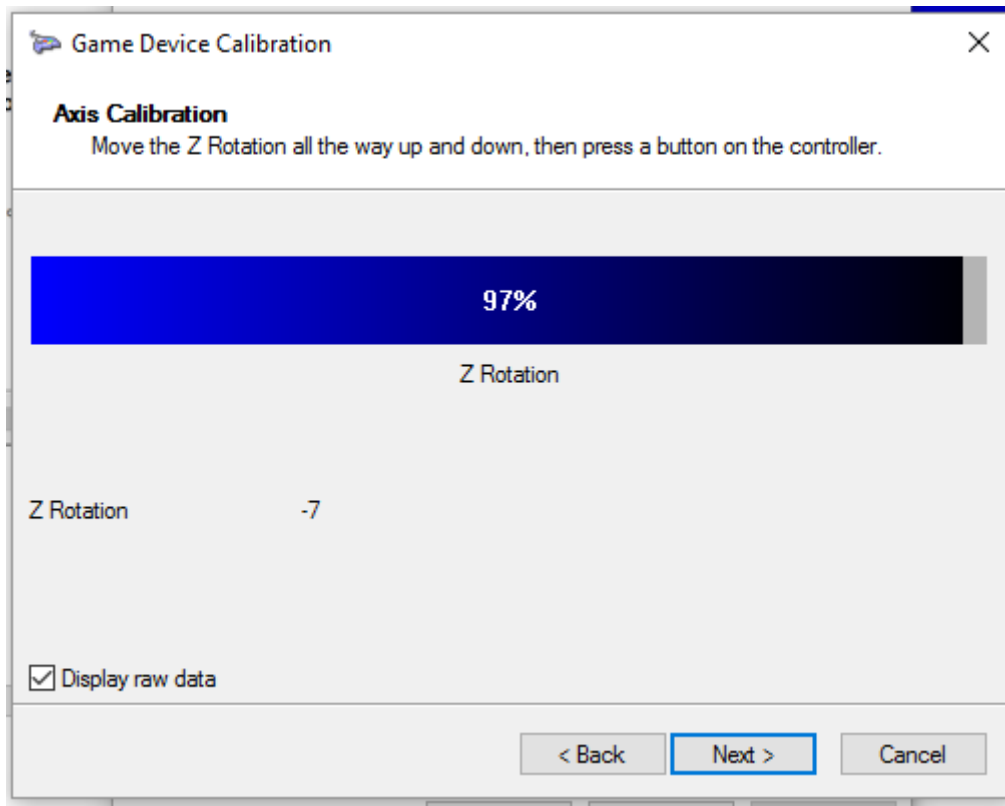 Game Device Calibration
Axis Calibration
Move the Z Rotation all the way up and down, then press a button on the controller.
97%
Z Rotation
Z Rotation -7
Display raw data
< Back Next > Cancel